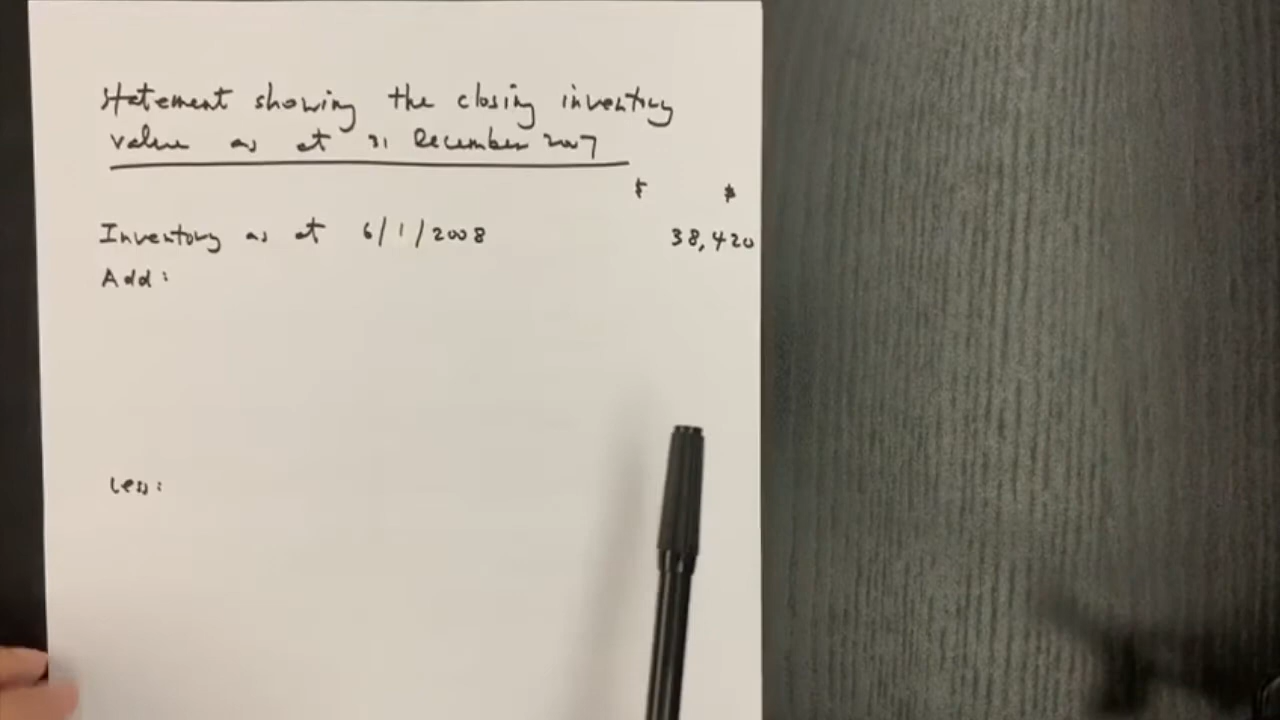 Statement showing the closing inventory
value as at 31 December 2007
$ $
Inventory as at 6/1/2008 38,420
Add:
Less: